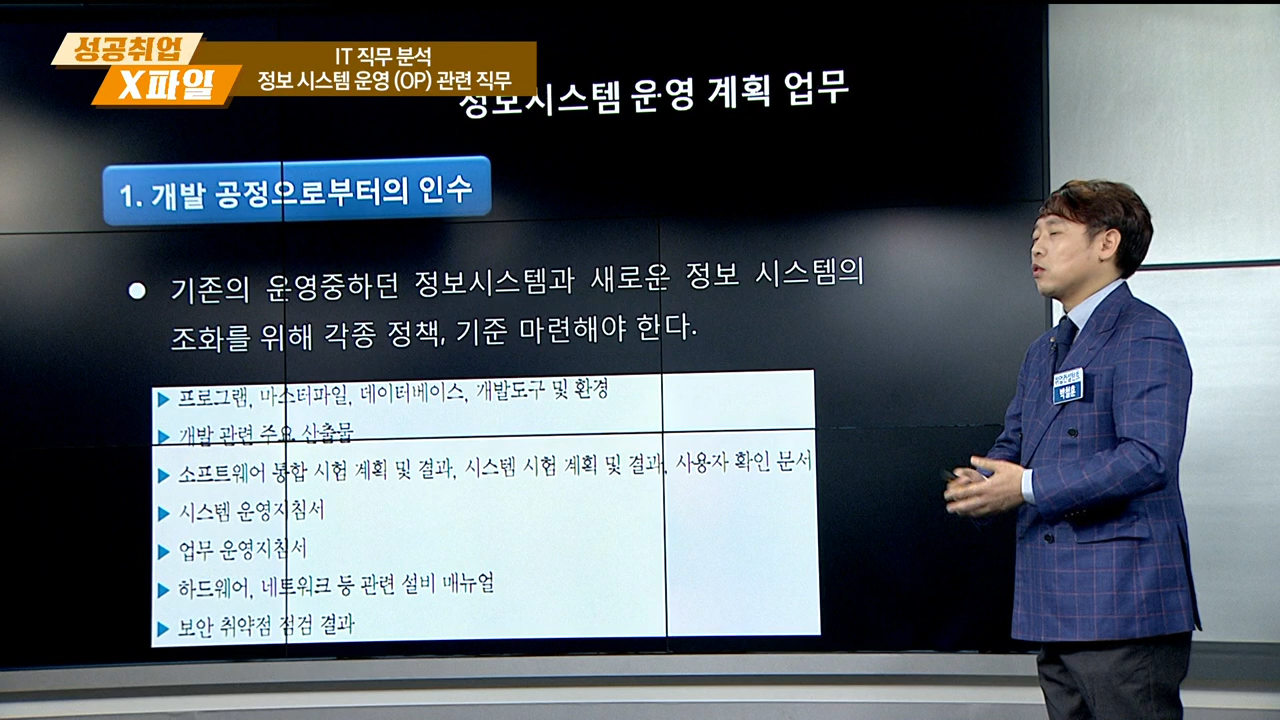 성공취업
X파일
IT 직무 분석
정보 시스템 운영 (OP) 관련 직무
정보시스템 운영 계획 업무
1. 개발 공정으로부터의 인수
기존의 운영중하던 정보시스템과 새로운 정보 시스템의
조화를 위해 각종 정책, 기준 마련해야 한다.
프로그램, 마스터파일, 데이터베이스, 개발도구 및 환경
개발 관련 주요 산출물
소프트웨어 통합 시험 계획 및 결과, 시스템 시험 계획 및 결과, 사용자 확인 문서
시스템 운영지침서
업무 운영지침서
하드웨어, 네트워크 등 관련 설비 매뉴얼
보안 취약점 점검 결과